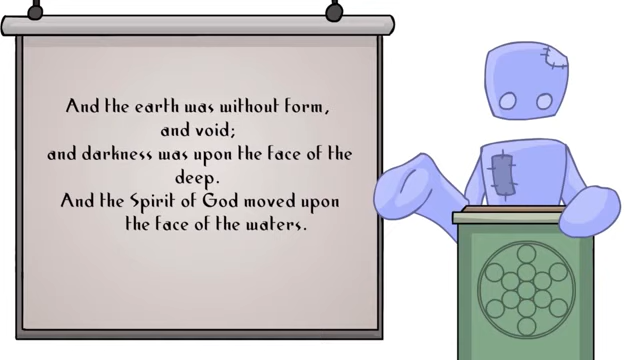 And the earth was without form,
and void;
and darkness was upon the face of the
deep.
And the Spirit of God moved upon
the face of the waters.